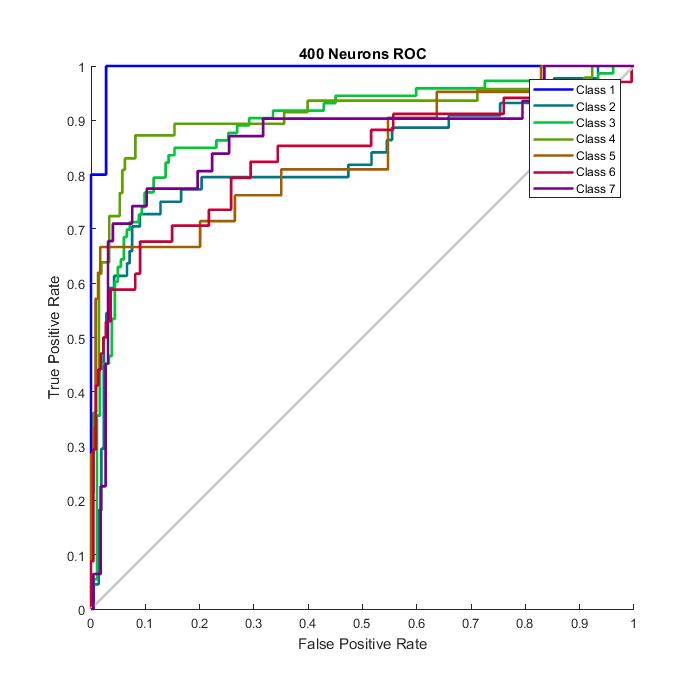 400 Neurons ROC
1
0.9
0.8
0.7
0.6
0.5
0.4
0.3
0.2
0.1
0
True Positive Rate
Class 1
Class 2
Class 3
Class 4
Class 5
Class 6
Class 7
0 0.1 0.2 0.3 0.4 0.5 0.6 0.7 0.8 0.9 1
False Positive Rate